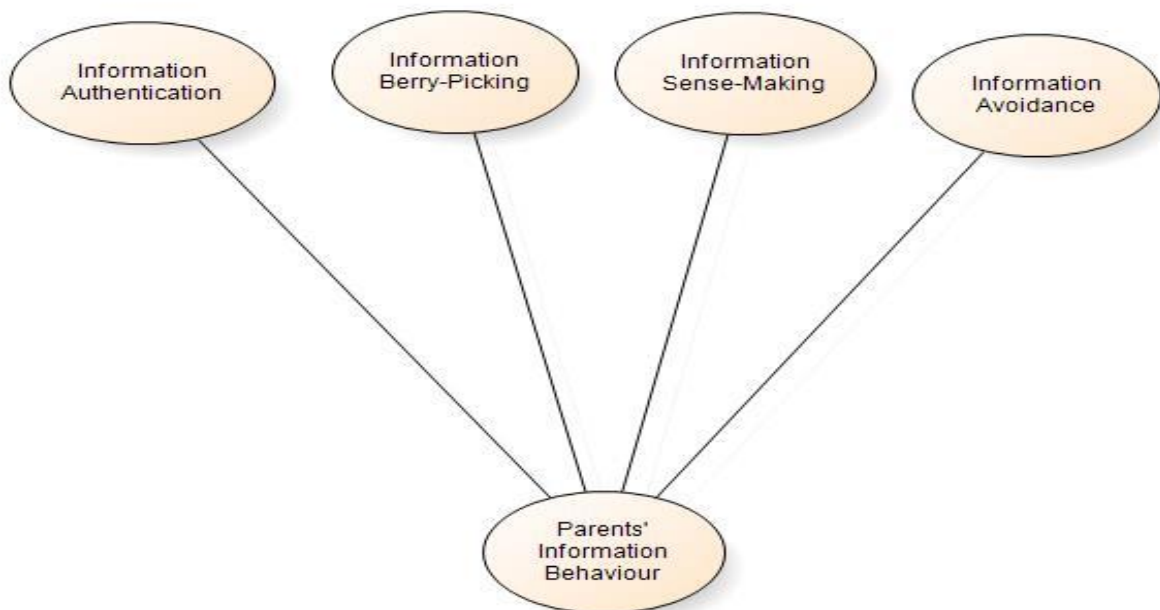 Information
Authentication
Information
Berry-Picking
Information
Sense-Making
Information
Avoidance
Parents'
Information
Behaviour